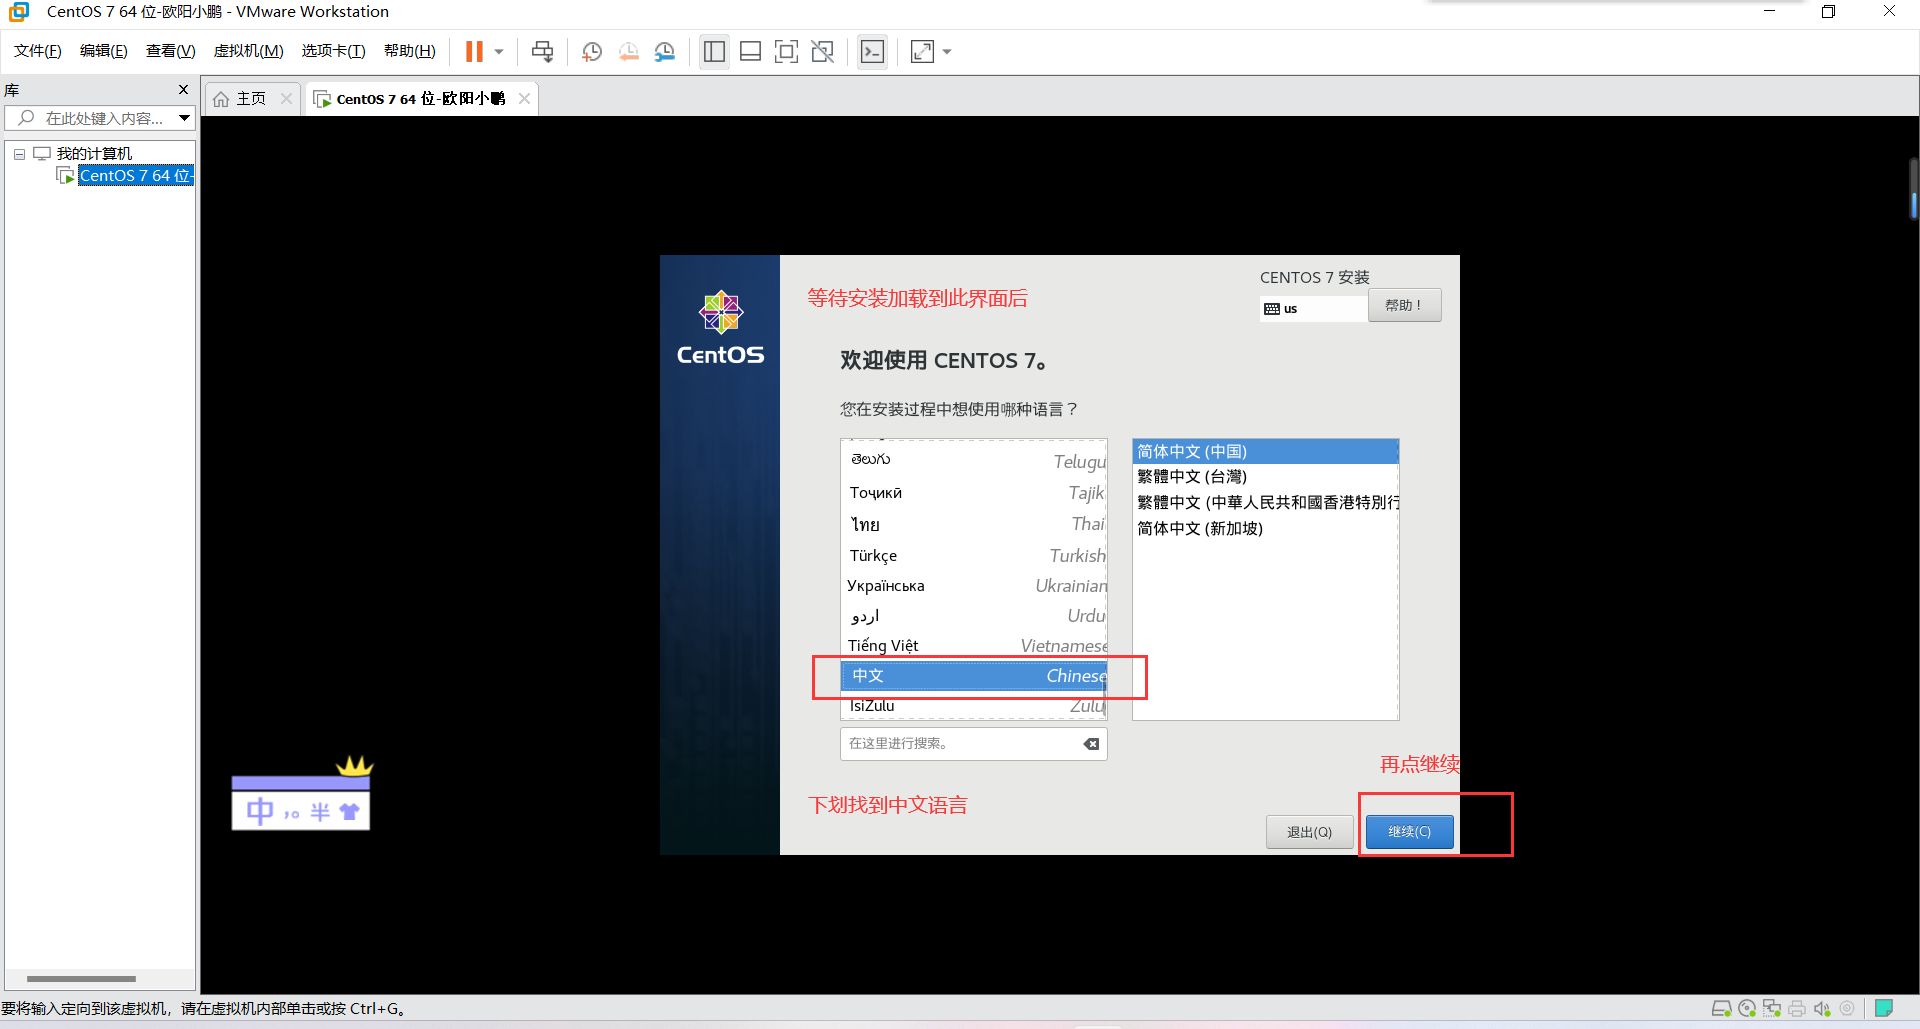 CentOS 7 64 位-欧阳小鹏 - VMware Workstation
文件(F) 编辑(E) 查看(V) 虚拟机(M) 选项卡(T) 帮助(H)
库
主页
CentOS 7 64 位-欧阳小鹏
在此处键入内容...
我的计算机
CentOS 7 64 位-
CentOS
等待安装加载到此界面后
CENTOS 7 安装
us
帮助！
欢迎使用 CENTOS 7。
您在安装过程中想使用哪种语言？
తెలుగు Telugu
Тоҷикӣ Tajik
ไทย Thai
Türkçe Turkish
Українська Ukrainian
اردو Urdu
Tiếng Việt Vietnamese
中文 Chinese
IsiZulu Zulu
简体中文 (中国)
繁體中文 (台灣)
繁體中文 (中華人民共和國香港特別行
简体中文 (新加坡)
在这里进行搜索。
再点继续
下划找到中文语言
退出(Q)
继续(C)
中 ，。 半
要将输入定向到该虚拟机，请在虚拟机内部单击或按 Ctrl+G。